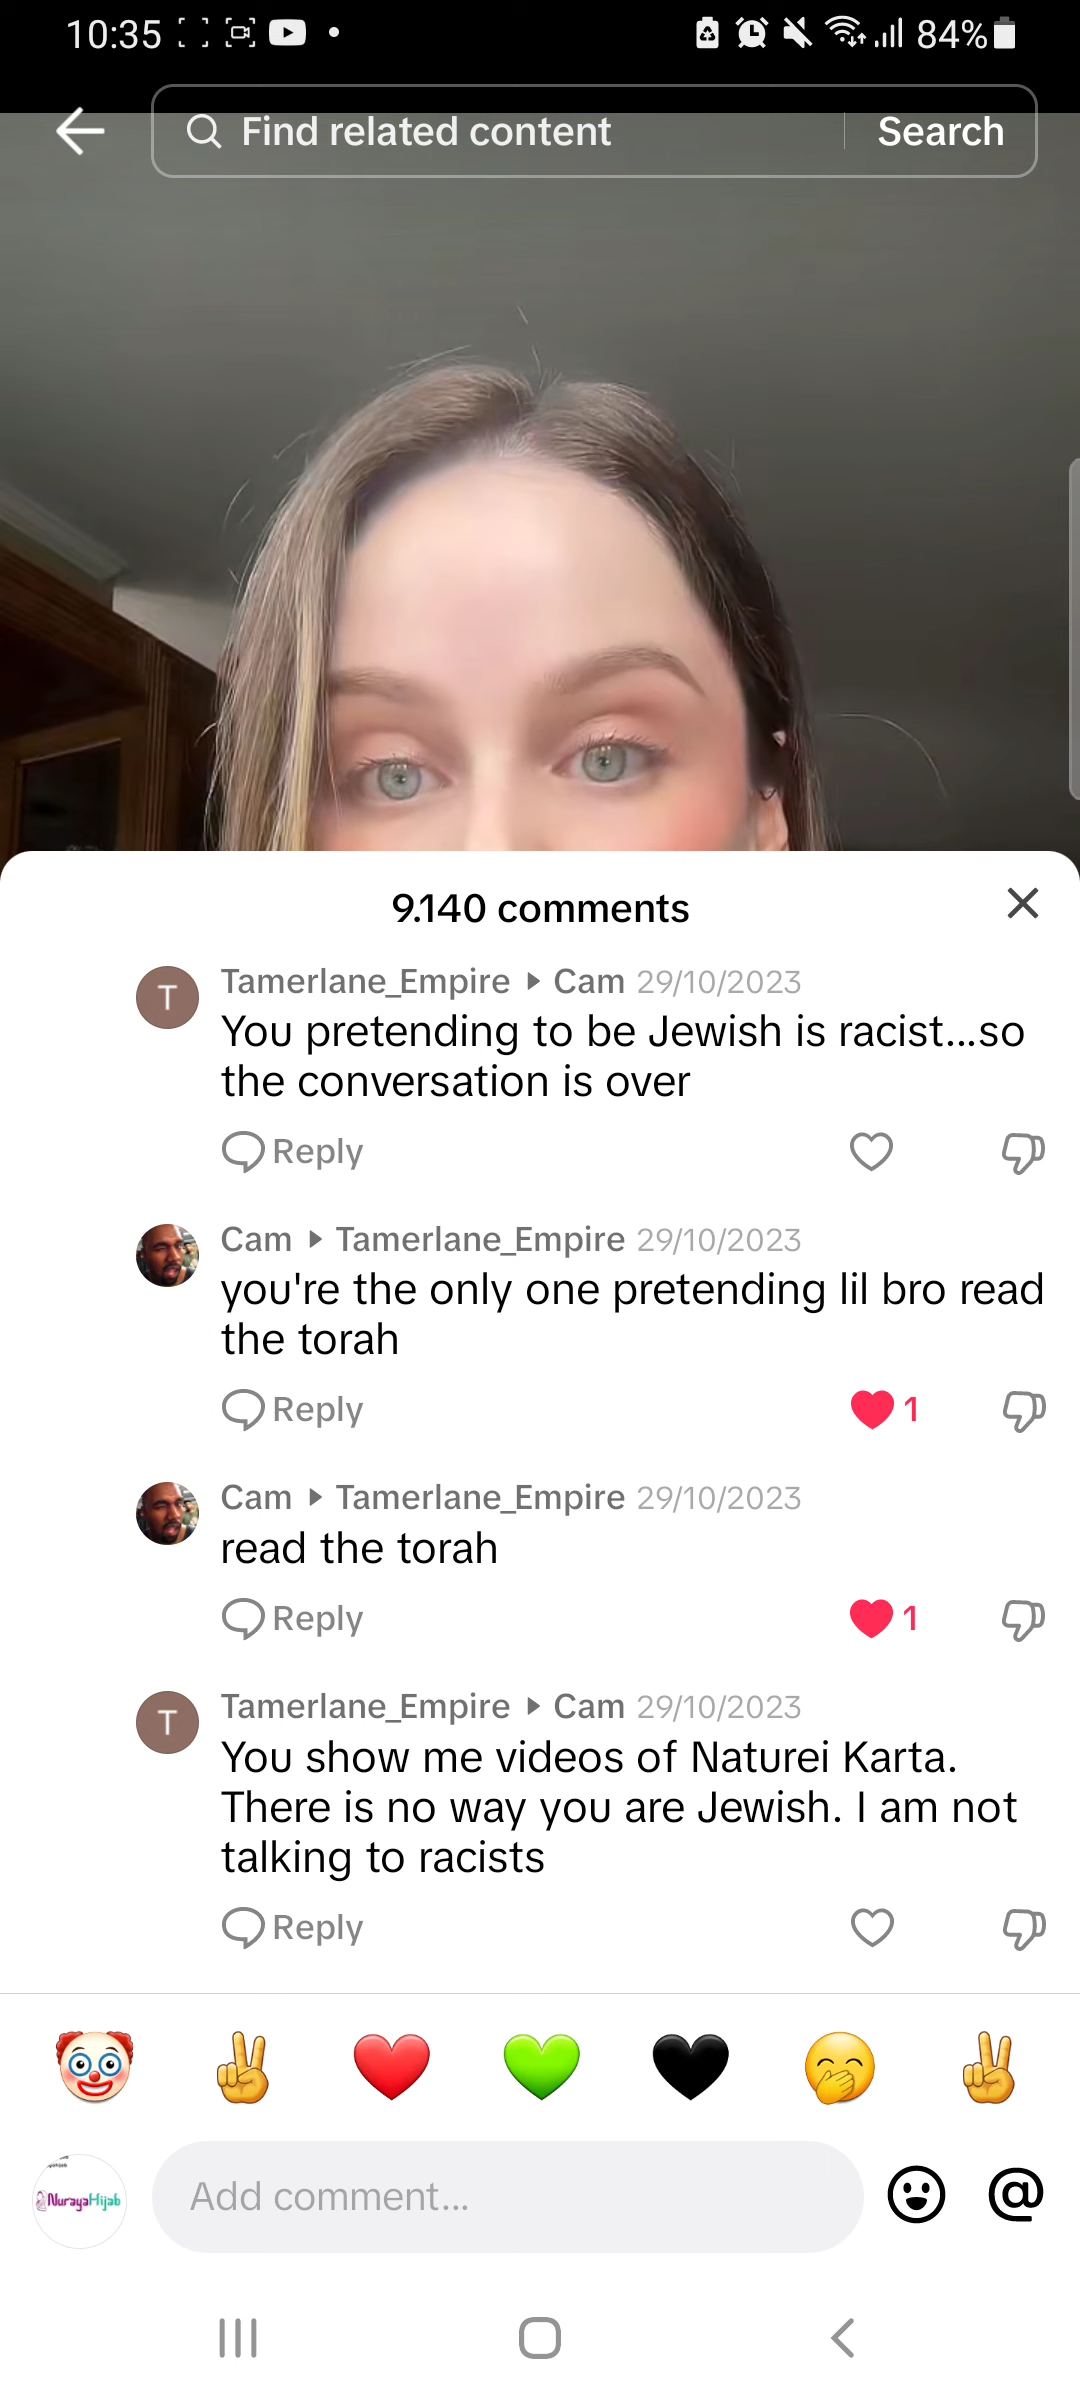 10:35
84%
Find related content
Search
9.140 comments
T
Tamerlane_Empire ▶ Cam 29/10/2023
You pretending to be Jewish is racist...so
the conversation is over
Reply
Cam ▶ Tamerlane_Empire 29/10/2023
you're the only one pretending lil bro read
the torah
Reply
1
Cam ▶ Tamerlane_Empire 29/10/2023
read the torah
Reply
1
T
Tamerlane_Empire ▶ Cam 29/10/2023
You show me videos of Naturei Karta.
There is no way you are Jewish. I am not
talking to racists
Reply
NurayaHijab
Add comment...
@